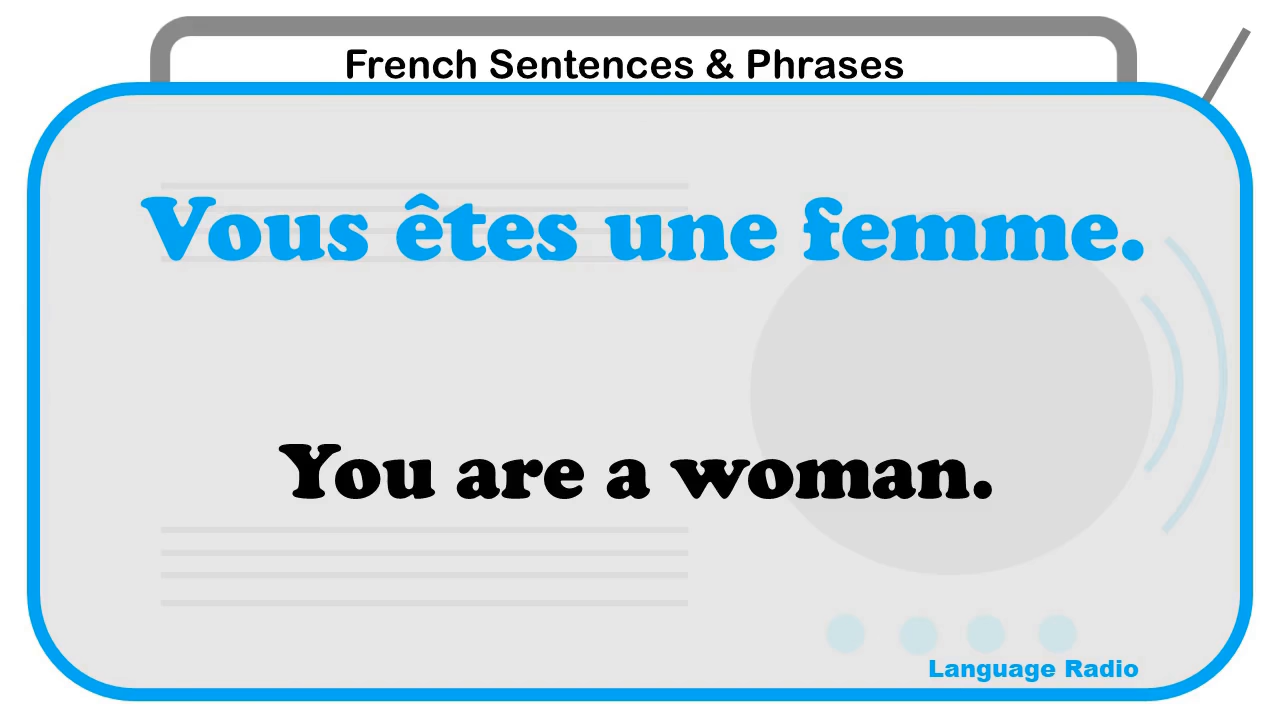 French Sentences & Phrases
Vous êtes une femme.
You are a woman.
Language Radio